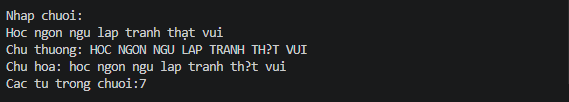 Nhap chuoi:
Hoc ngon ngu lap tranh thật vui
Chu thuong: HOC NGON NGU LAP TRANH TH?T VUI
Chu hoa: hoc ngon ngu lap tranh th?t vui
Cac tu trong chuoi:7